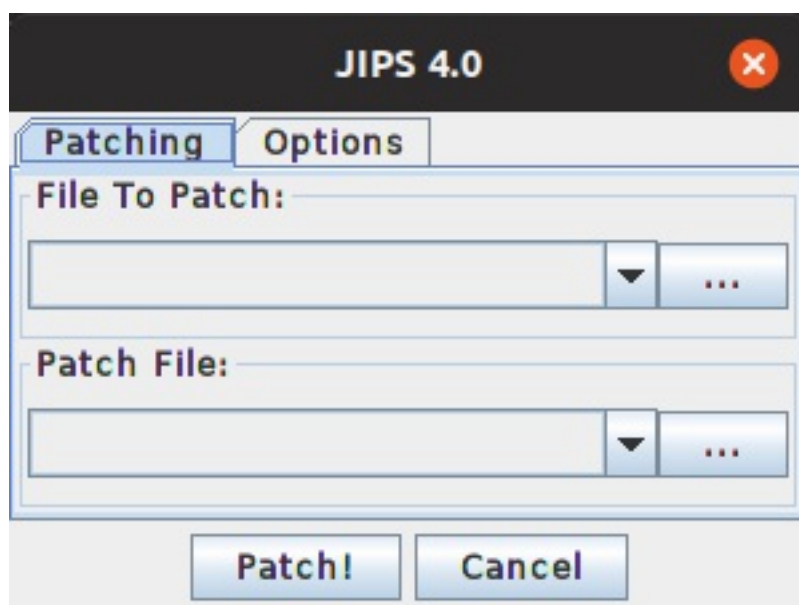 JIPS 4.0
Patching Options
File To Patch:
...
Patch File:
...
Patch! Cancel